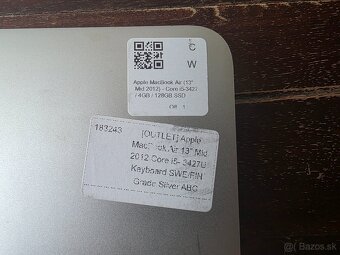 C
W
Apple MacBook Air (13"
Mid 2012) - Core i5-3427
/ 4GB / 128GB SSD
183243
[OUTLET] Apple
MacBook Air 13" Mid
2012 Core i5- 3427U
Keyboard SWE/FIN
Grade Silver ABC
Bazos.sk